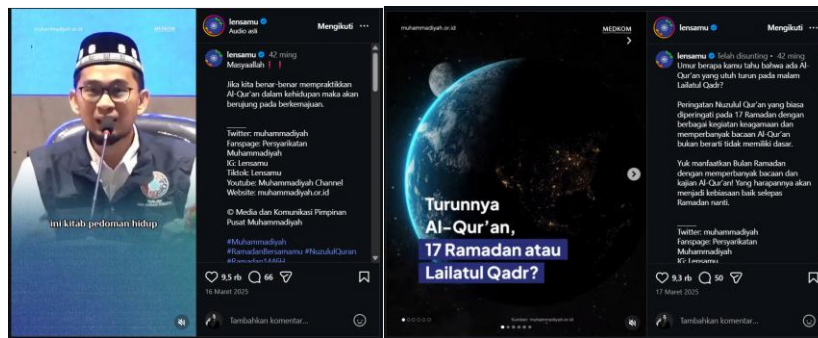 muhammadiyah.or.id
lensamu
Audio asli
Mengikuti
lensamu 42 ming
Masyaallah❗❗
Jika kita benar-benar mempraktikkan
Al-Qur'an dalam kehidupan maka akan
berujung pada berkemajuan.
Twitter: muhammadiyah
Fanspage: Persyarikatan
Muhammadiyah
IG: Lensamu
Tiktok: Lensamu
Youtube: Muhammadiyah Channel
Website: muhammadiyah.or.id
© Media dan Komunikasi Pimpinan
Pusat Muhammadiyah
#Muhammadiyah
#RamadanBersamamu #NuzululQuran
#Ramadan1446H
ini kitab pedoman hidup
9,5 rb 66
16 Maret 2025
Tambahkan komentar...
muhammadiyah.or.id
MEDKOM
Turunnya
Al-Qur'an,
17 Ramadan atau
Lailatul Qadr?
Sumber: muhammadiyah.or.id
lensamu
Mengikuti
lensamu Telah disunting • 42 ming
Umur berapa kamu tahu bahwa ada Al-
Qur'an yang utuh turun pada malam
Lailatul Qadr?
Peringatan Nuzulul Qur'an yang biasa
diperingati pada 17 Ramadan dengan
berbagai kegiatan keagamaan dan
memperbanyak bacaan Al-Qur'an
bukan berarti tidak memiliki dasar.
Yuk manfaatkan Bulan Ramadan
dengan memperbanyak bacaan dan
kajian Al-Qur'an! Yang harapannya akan
menjadi kebiasaan baik selepas
Ramadan nanti.
Twitter: muhammadiyah
Fanspage: Persyarikatan
Muhammadiyah
IG: Lensamu
9,3 rb 50
17 Maret 2025
Tambahkan komentar...